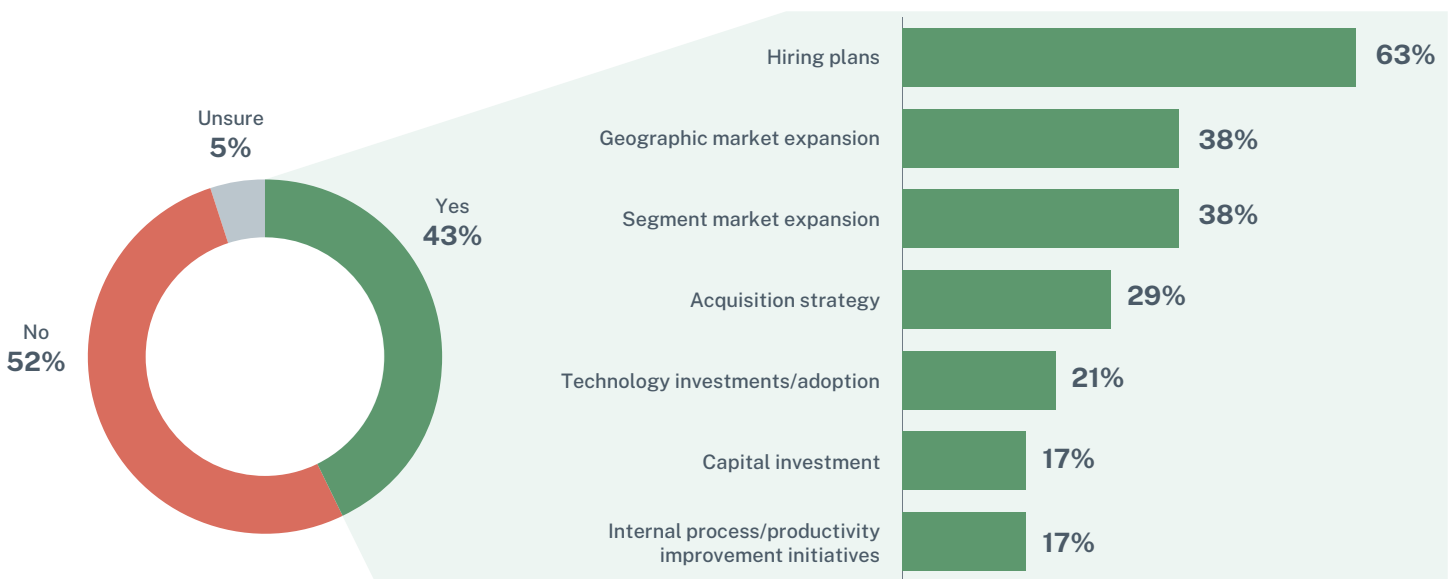 Unsure
5%
Yes
43%
No
52%
Hiring plans
63%
Geographic market expansion
38%
Segment market expansion
38%
Acquisition strategy
29%
Technology investments/adoption
21%
Capital investment
17%
Internal process/productivity
improvement initiatives
17%